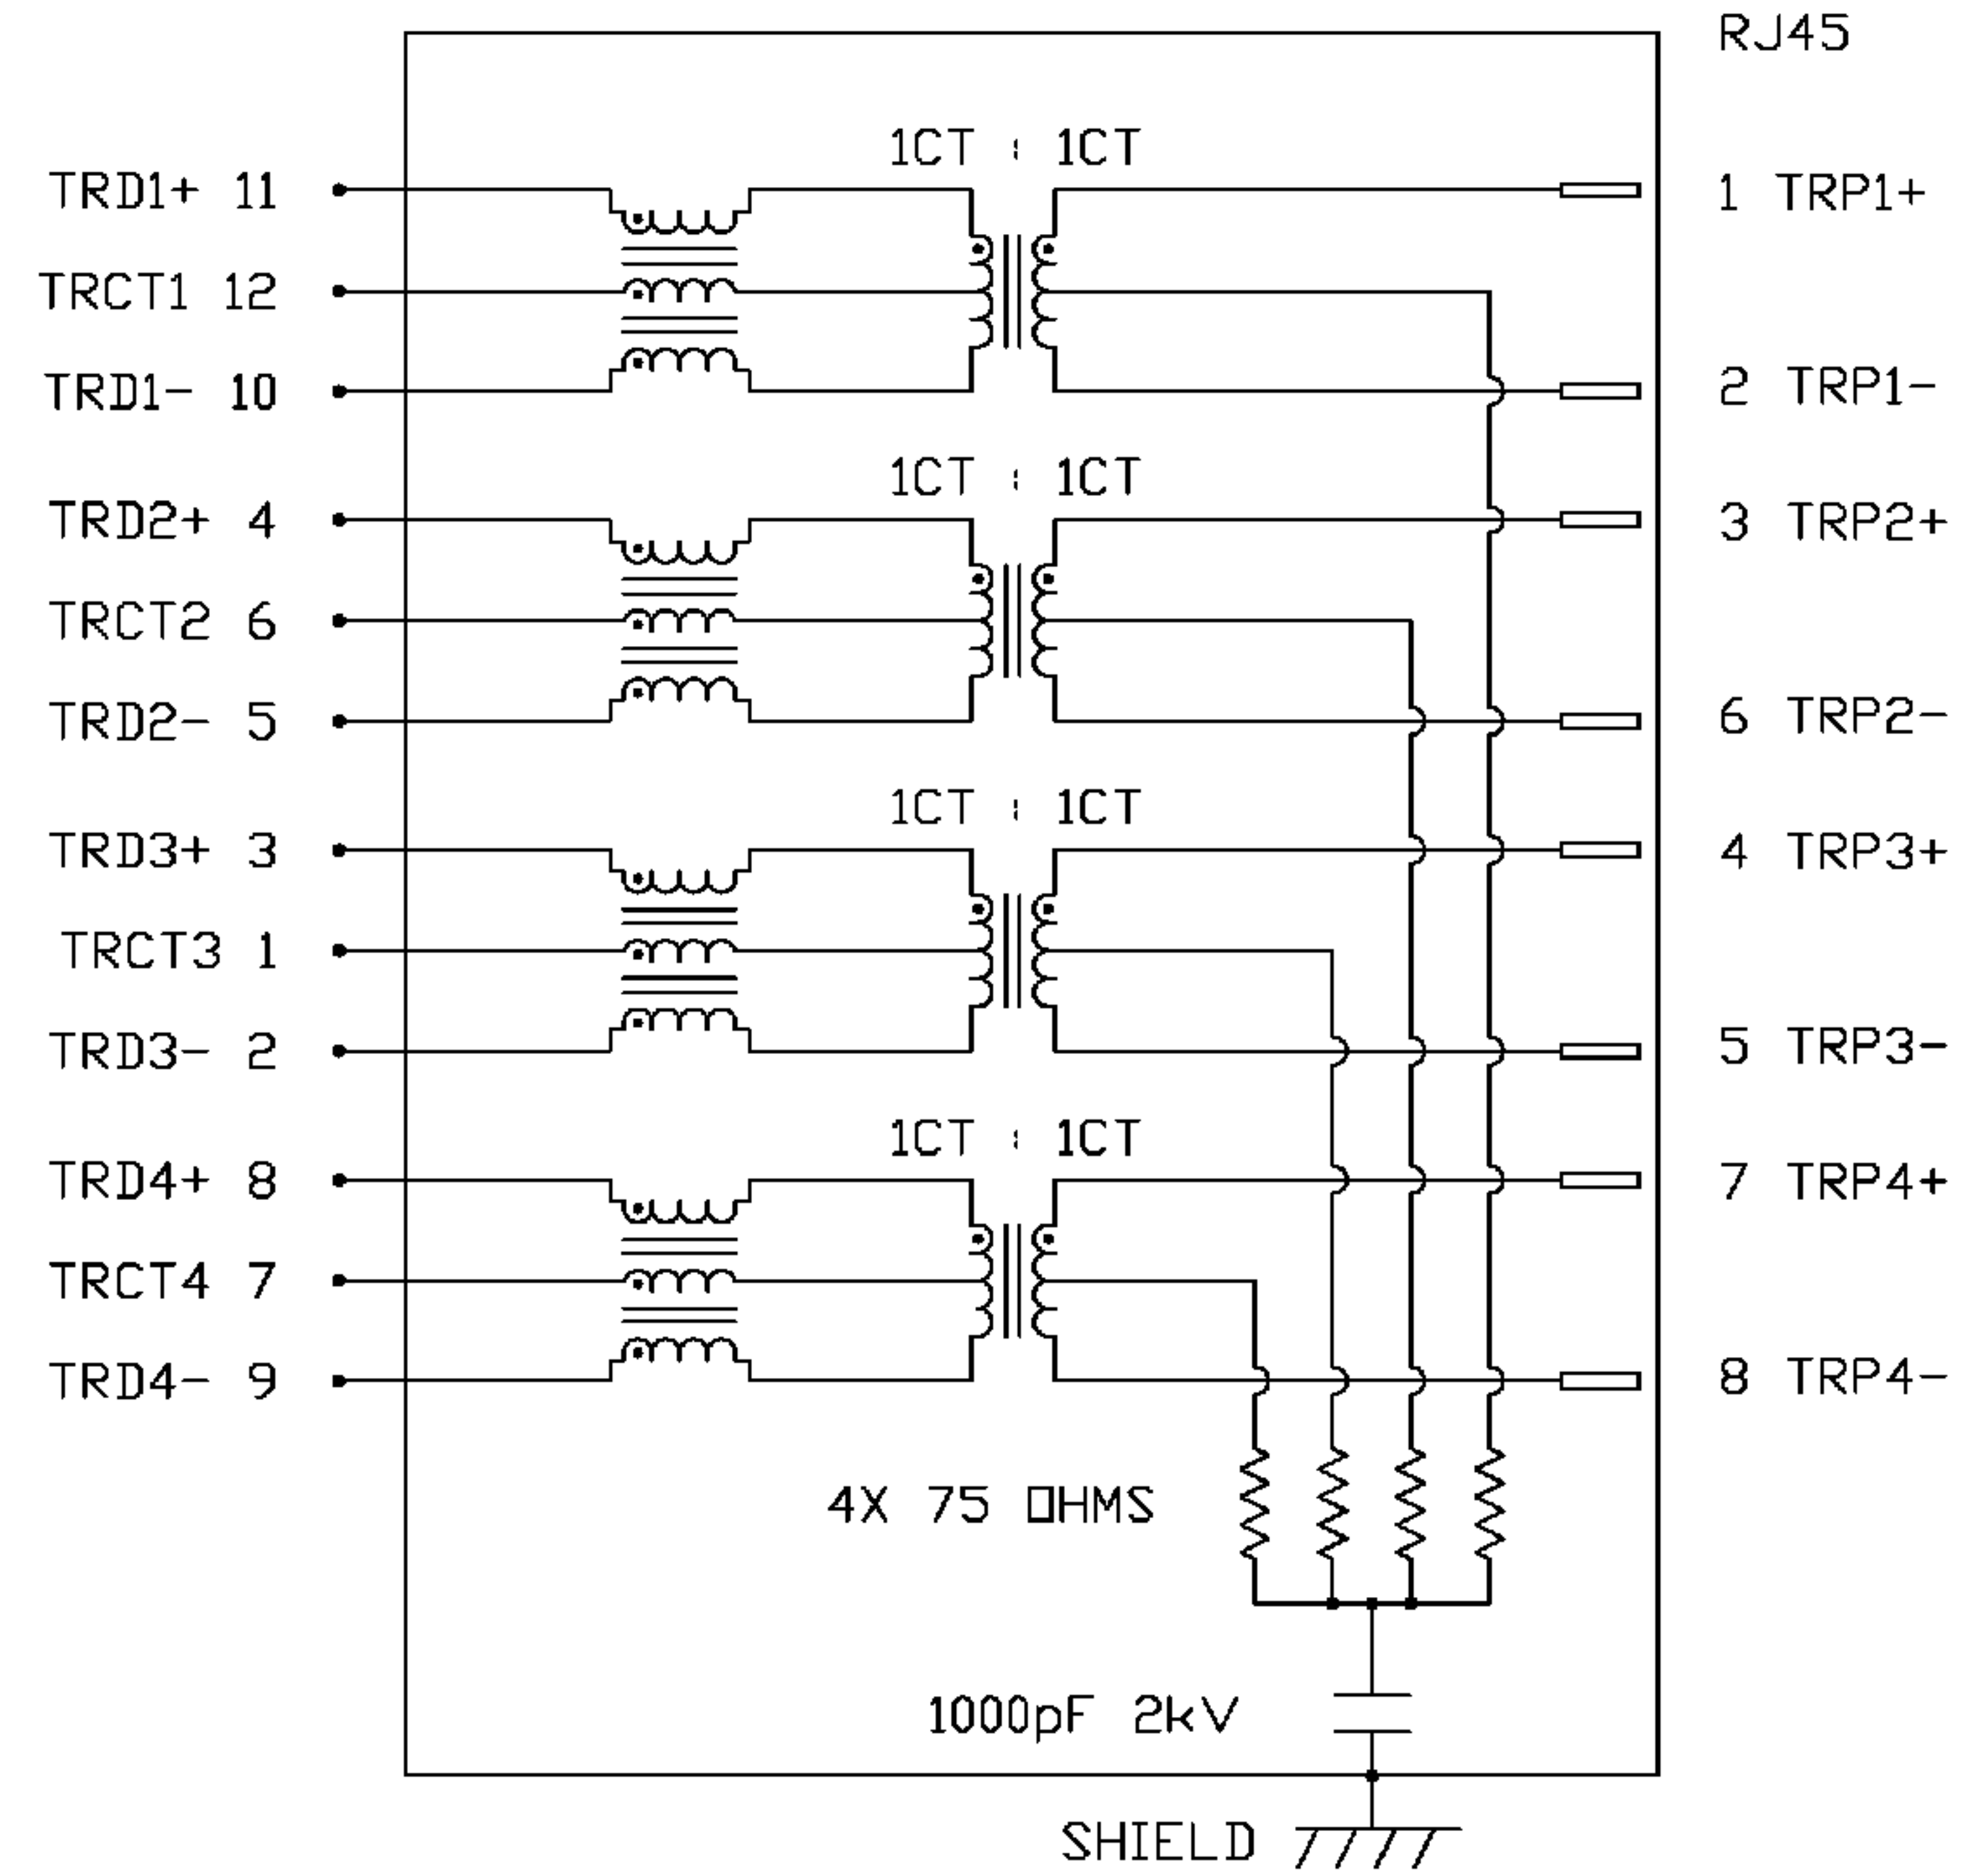 RJ45
1CT : 1CT
TRD1+ 11
1 TRP1+
TRCT1 12
TRD1- 10
2 TRP1-
1CT : 1CT
TRD2+ 4
3 TRP2+
TRCT2 6
TRD2- 5
6 TRP2-
1CT : 1CT
TRD3+ 3
4 TRP3+
TRCT3 1
TRD3- 2
5 TRP3-
1CT : 1CT
TRD4+ 8
7 TRP4+
TRCT4 7
TRD4- 9
8 TRP4-
4X 75 OHMS
1000pF 2kV
SHIELD